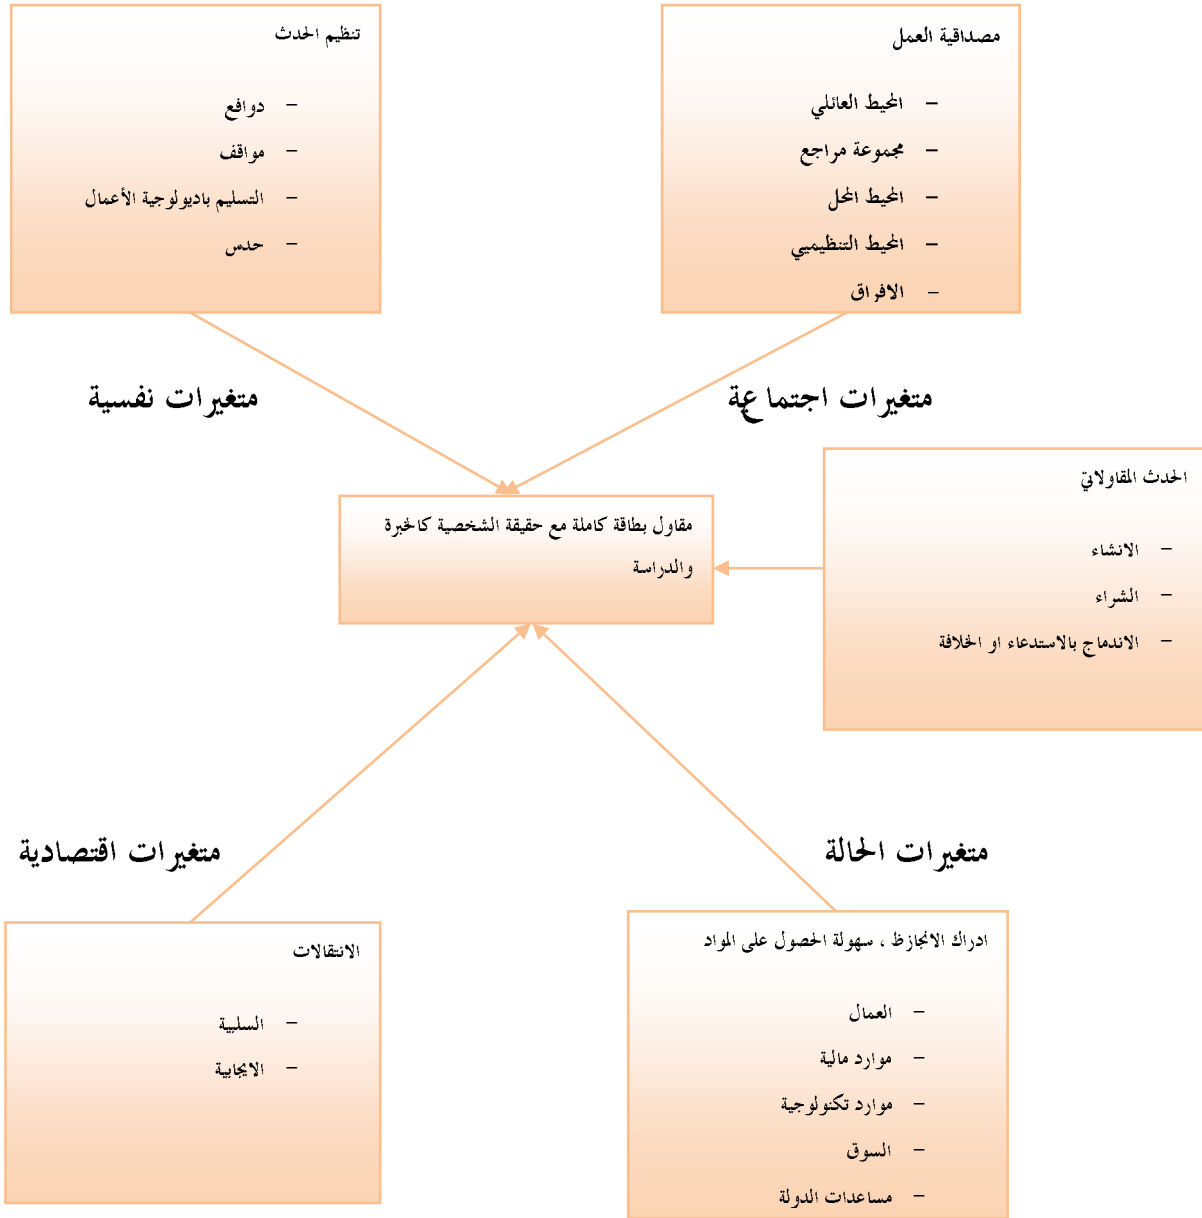 مصداقية العمل
– المحيط العائلي
– مجموعة مراجع
– المحيط المحل
– المحيط التنظيميي
– الافراق
تنظيم الحدث
– دوافع
– مواقف
– التسليم باديولوجية الأعمال
– حدس
متغيرات اجتماعية
متغيرات نفسية
الحدث المقاولاتي
– الانشاء
– الشراء
– الاندماج بالاستدعاء او الخلافة
مقاول بطاقة كاملة مع حقيقة الشخصية كالخبرة
والدراسة
متغيرات الحالة
متغيرات اقتصادية
ادراك الانجازظ ، سهولة الحصول على المواد
– العمال
– موارد مالية
– موارد تكنولوجية
– السوق
– مساعدات الدولة
الانتقالات
– السلبية
– الايجابية